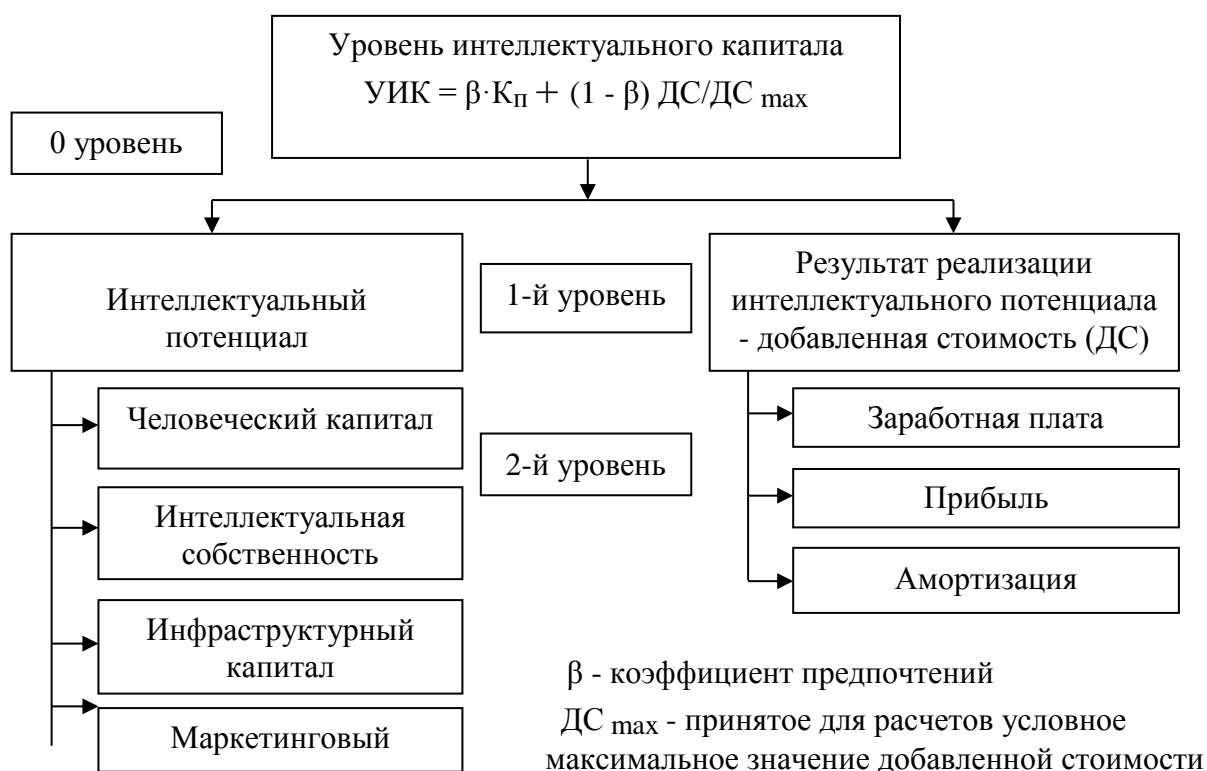 Уровень интеллектуального капитала
УИК = β·Kп + (1 - β) ДС/ДС max
0 уровень
Интеллектуальный
потенциал
1-й уровень
Результат реализации
интеллектуального потенциала
- добавленная стоимость (ДС)
Человеческий капитал
2-й уровень
Заработная плата
Интеллектуальная
собственность
Прибыль
Амортизация
Инфраструктурный
капитал
Маркетинговый
β - коэффициент предпочтений
ДС max - принятое для расчетов условное
максимальное значение добавленной стоимости